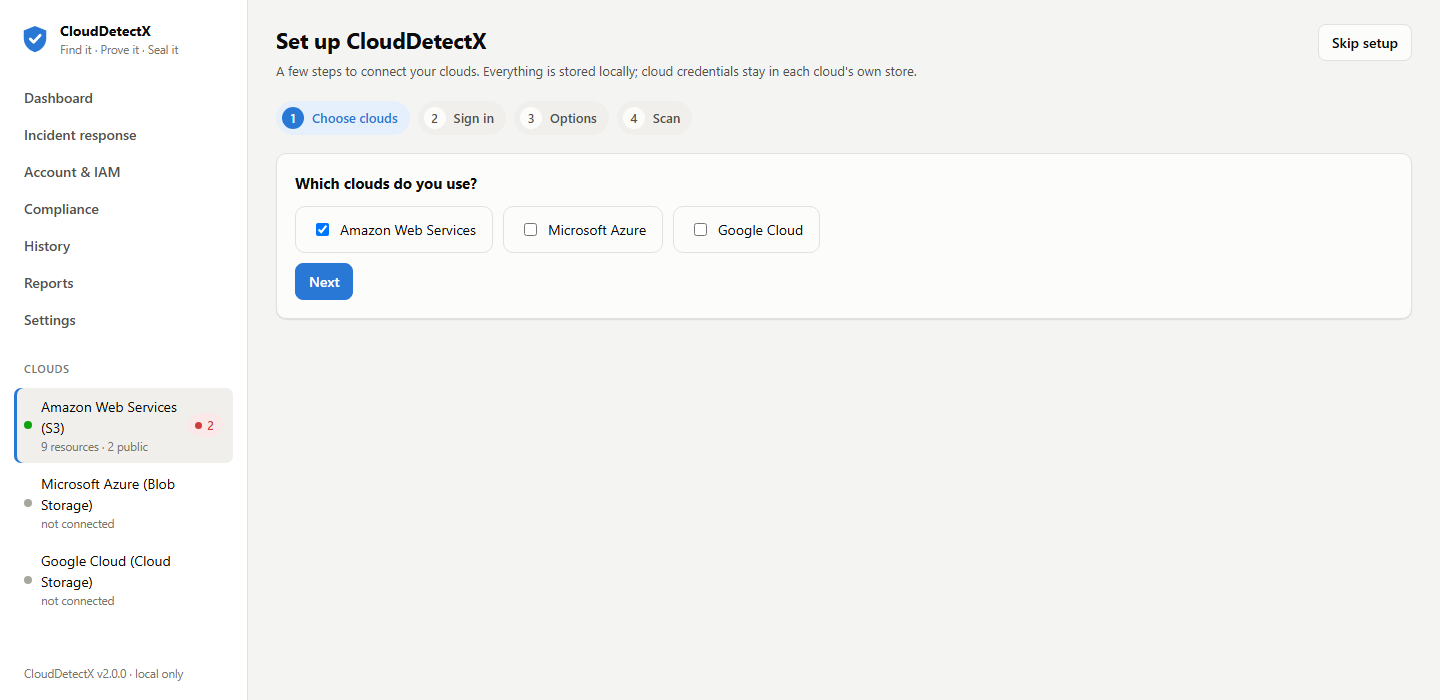 CloudDetectX
Find it · Prove it · Seal it
Dashboard
Incident response
Account & IAM
Compliance
History
Reports
Settings
CLOUDS
Amazon Web Services
(S3)
2
9 resources · 2 public
Microsoft Azure (Blob
Storage)
not connected
Google Cloud (Cloud
Storage)
not connected
CloudDetectX v2.0.0 · local only
Set up CloudDetectX
Skip setup
A few steps to connect your clouds. Everything is stored locally; cloud credentials stay in each cloud's own store.
1 Choose clouds 2 Sign in 3 Options 4 Scan
Which clouds do you use?
Amazon Web Services Microsoft Azure Google Cloud
Next